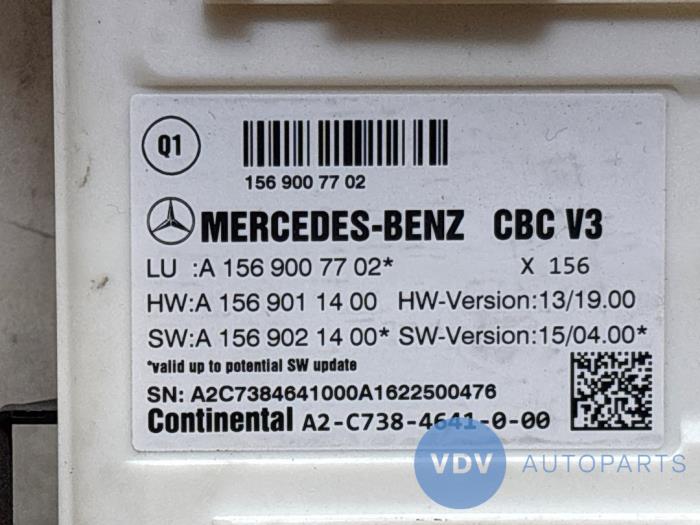 Q1
156 900 77 02
MERCEDES-BENZ CBC V3
LU :A 156 900 77 02* X 156
HW:A 156 901 14 00 HW-Version:13/19.00
SW:A 156 902 14 00* SW-Version:15/04.00*
*valid up to potential SW update
SN: A2C7384641000A1622500476
Continental A2-C738-4641-0-00
VDV AUTOPARTS